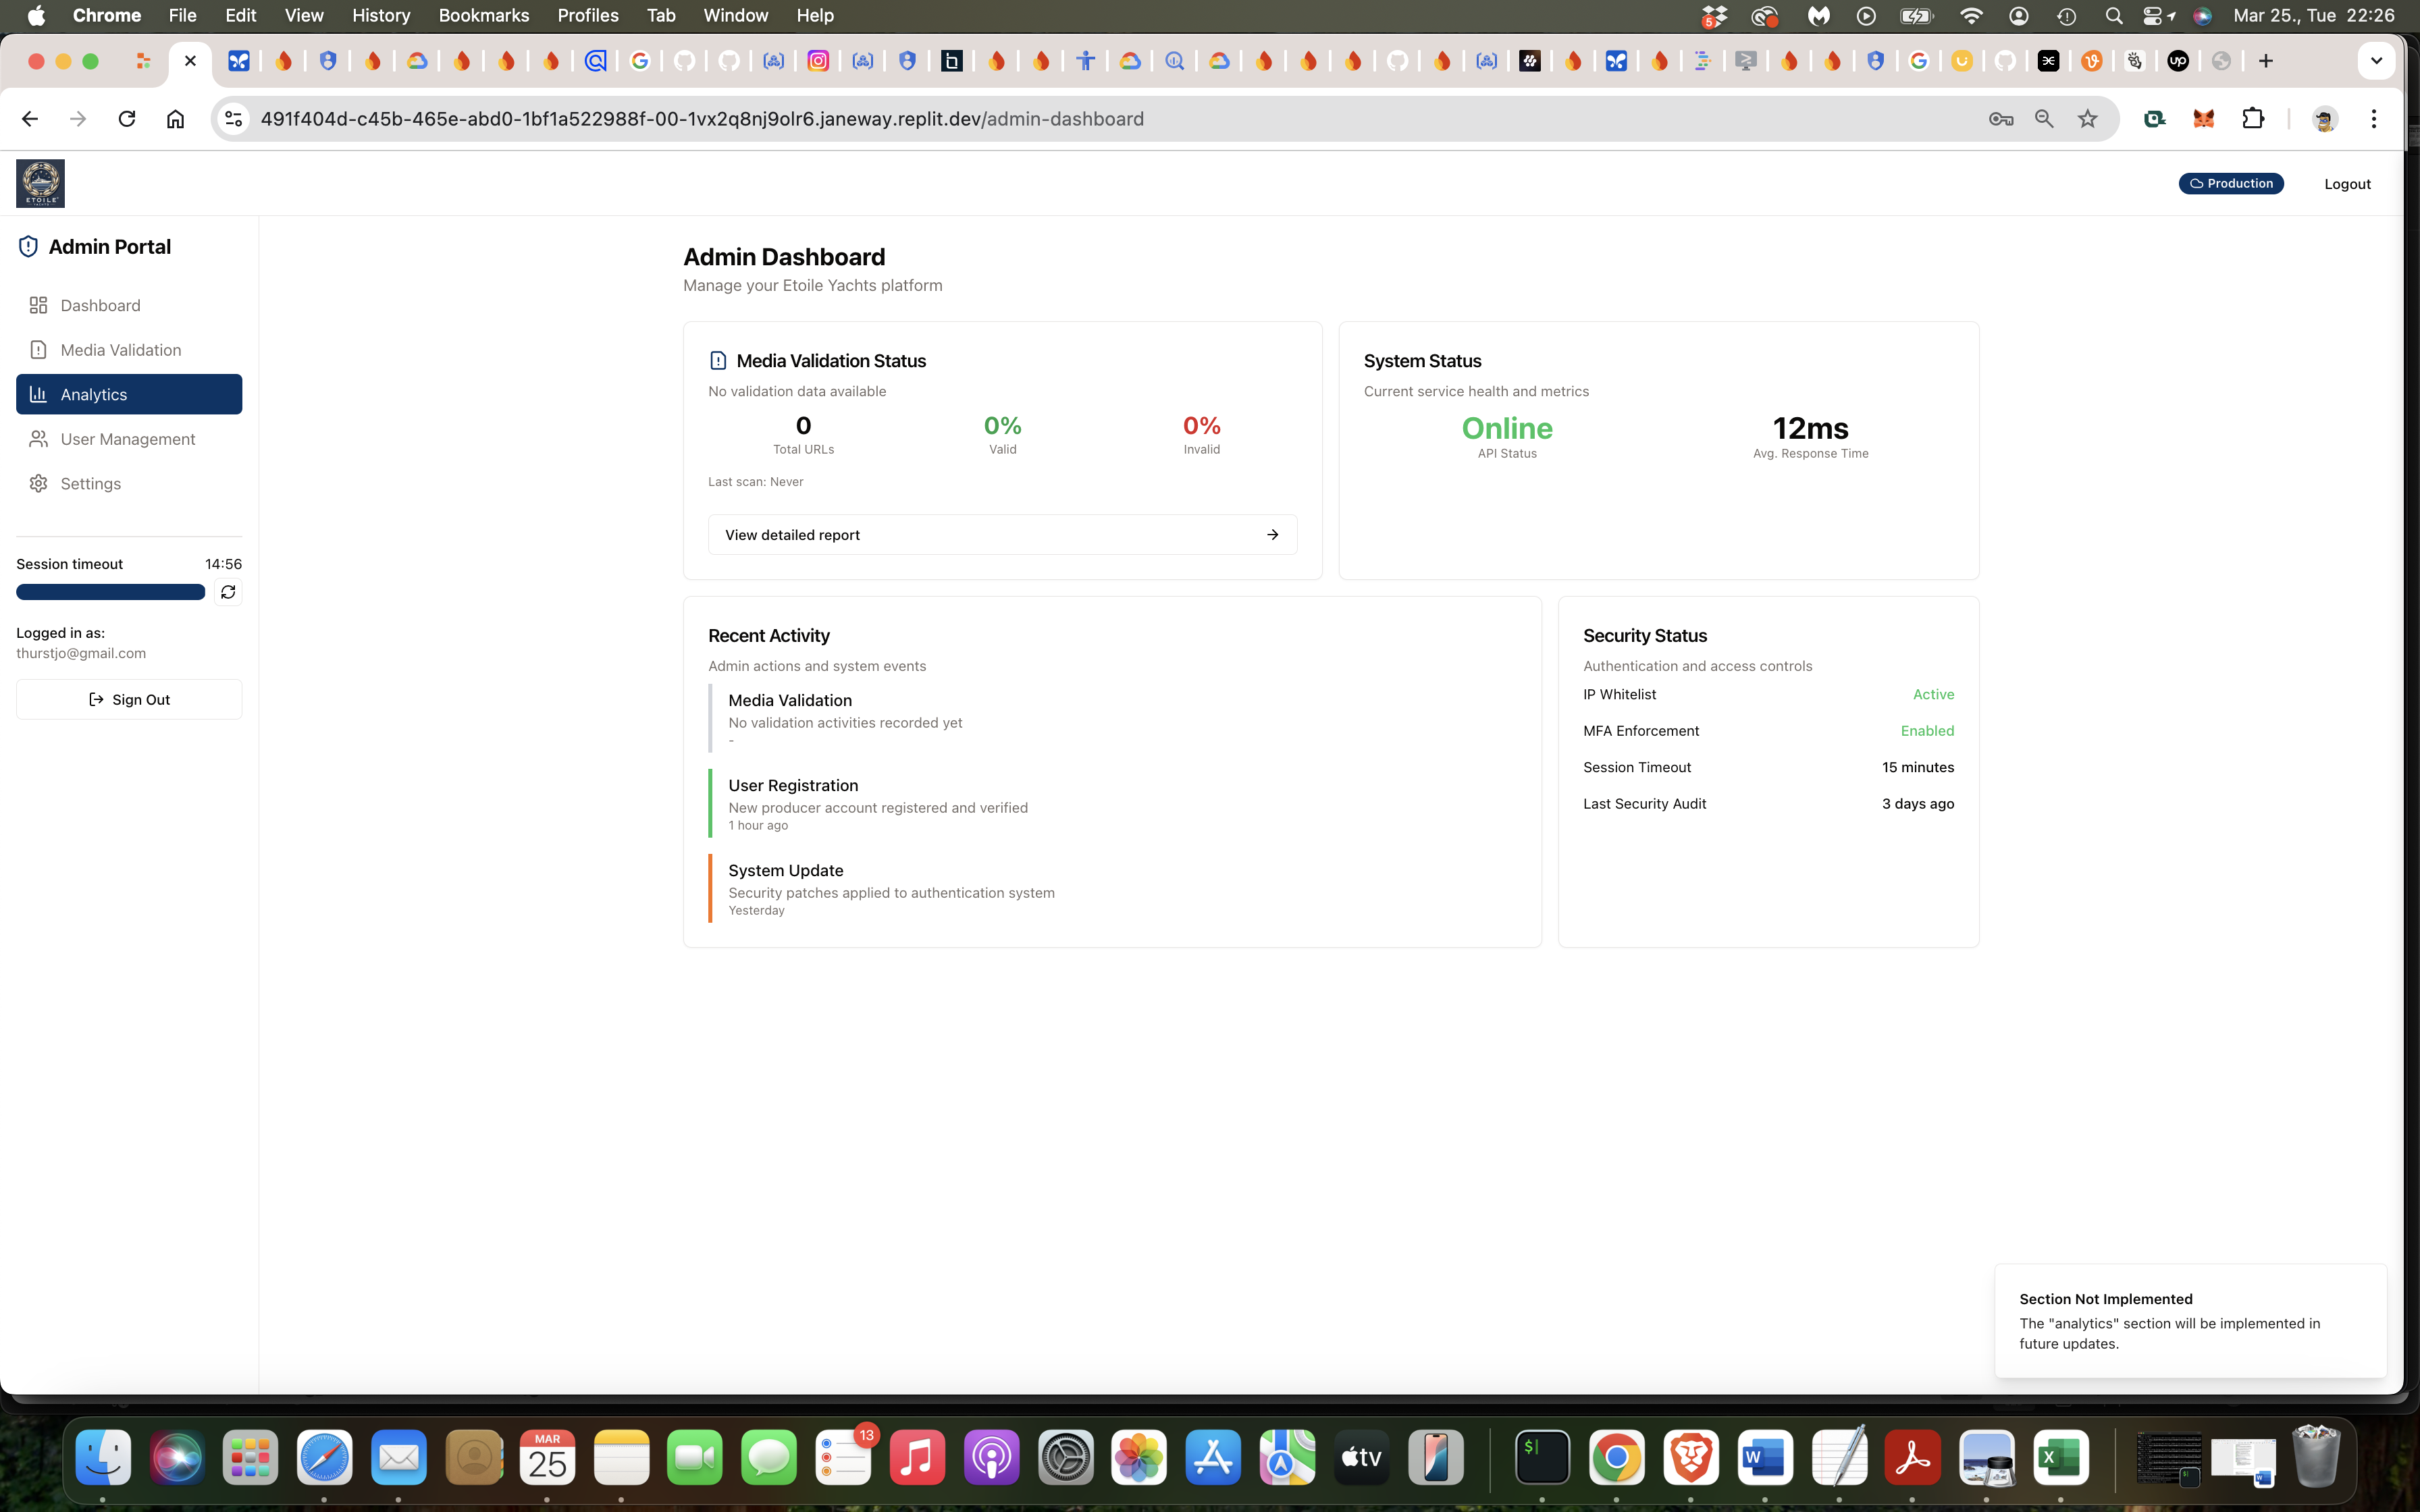 Chrome File Edit View History Bookmarks Profiles Tab Window Help 5 Mar 25., Tue 22:26
491f404d-c45b-465e-abd0-1bf1a522988f-00-1vx2q8nj9olr6.janeway.replit.dev/admin-dashboard
ETOILE
Production
Logout
Admin Portal
Dashboard
Media Validation
Analytics
User Management
Settings
Session timeout 14:56
Logged in as:
thurstjo@gmail.com
Sign Out
Admin Dashboard
Manage your Etoile Yachts platform
Media Validation Status
No validation data available
0 0% 0%
Total URLs Valid Invalid
Last scan: Never
View detailed report
System Status
Current service health and metrics
Online 12ms
API Status Avg. Response Time
Recent Activity
Admin actions and system events
Media Validation
No validation activities recorded yet
-
User Registration
New producer account registered and verified
1 hour ago
System Update
Security patches applied to authentication system
Yesterday
Security Status
Authentication and access controls
IP Whitelist Active
MFA Enforcement Enabled
Session Timeout 15 minutes
Last Security Audit 3 days ago
Section Not Implemented
The "analytics" section will be implemented in
future updates.
MAR
25
13
tv
$
W
X